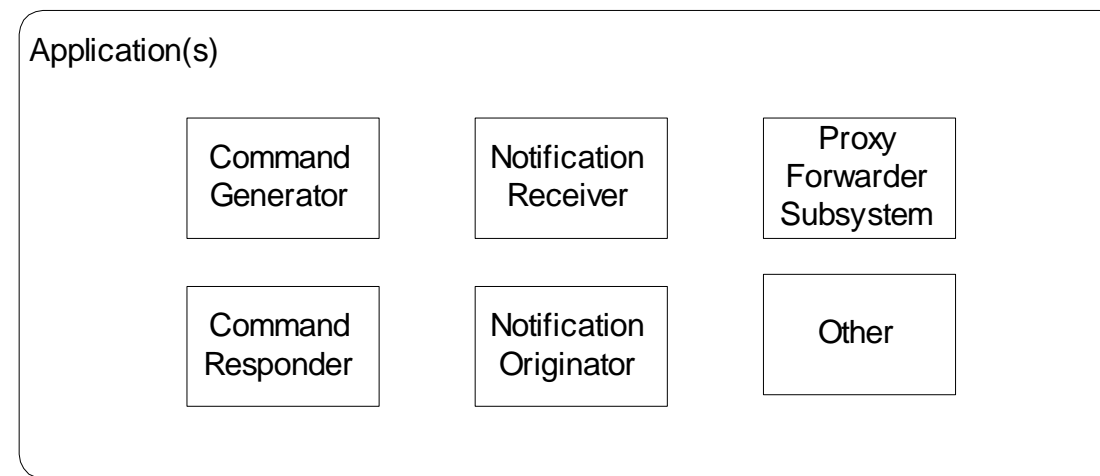 Application(s)
Command
Generator
Notification
Receiver
Proxy
Forwarder
Subsystem
Command
Responder
Notification
Originator
Other